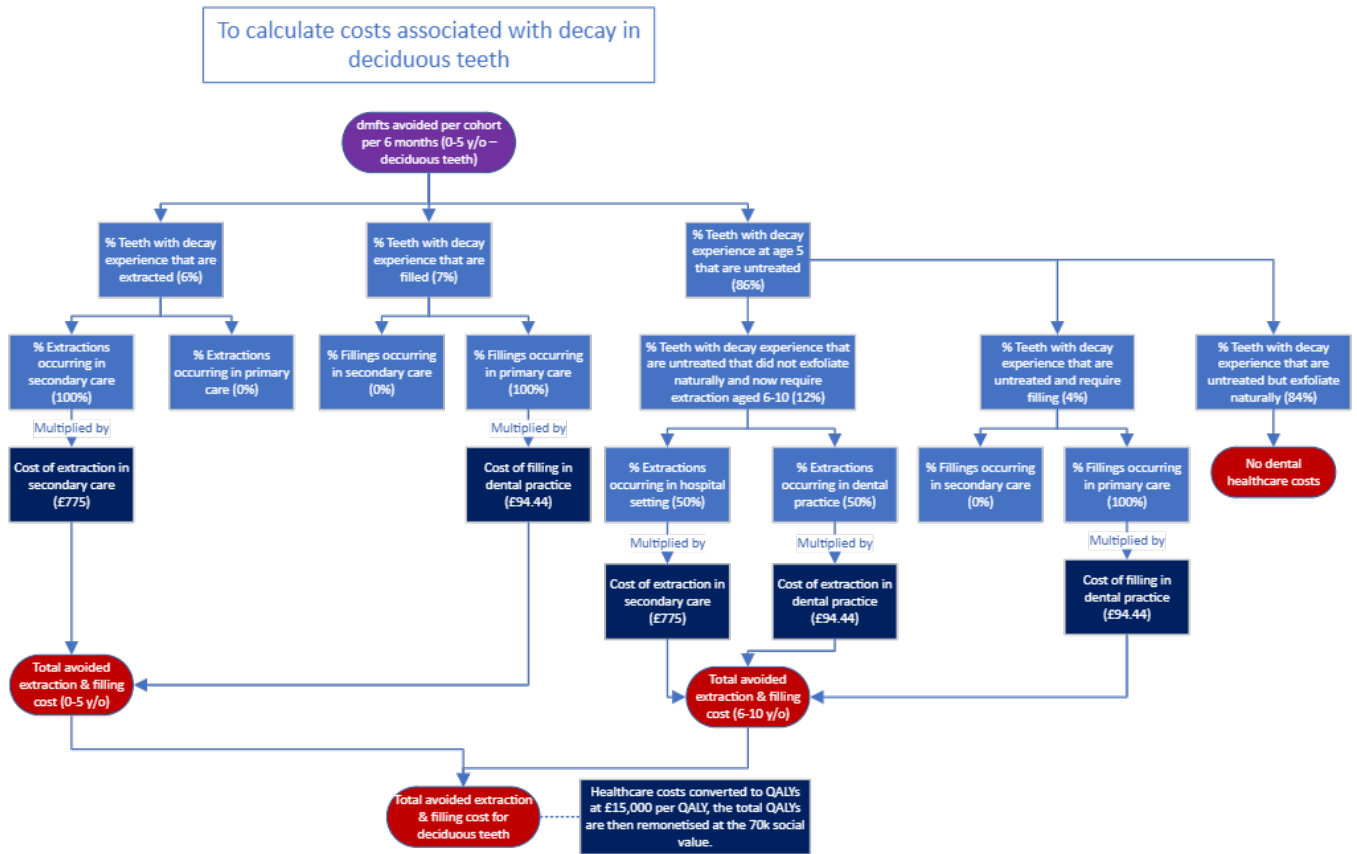 To calculate costs associated with decay in
deciduous teeth
dmfts avoided per cohort
per 6 months (0-5 y/o –
deciduous teeth)
% Teeth with decay
experience that are
extracted (6%)
% Teeth with decay
experience that are
filled (7%)
% Teeth with decay
experience at age 5
that are untreated
(86%)
% Extractions
occurring in
secondary care
(100%)
% Extractions
occurring in primary
care (0%)
% Fillings occurring
in secondary care
(0%)
% Fillings
occurring in
primary care
(100%)
% Teeth with decay experience that
are untreated that did not exfoliate
naturally and now require
extraction aged 6-10 (12%)
% Teeth with decay
experience that are
untreated and require
filling (4%)
% Teeth with decay
experience that are
untreated but exfoliate
naturally (84%)
Multiplied by
Multiplied by
Cost of extraction in
secondary care
(£775)
Cost of filling in
dental practice
(£94.44)
% Extractions
occurring in hospital
setting (50%)
% Extractions
occurring in dental
practice (50%)
% Fillings occurring
in secondary care
(0%)
% Fillings occurring
in primary care
(100%)
No dental
healthcare costs
Multiplied by
Multiplied by
Multiplied by
Cost of extraction in
secondary care
(£775)
Cost of extraction in
dental practice
(£94.44)
Cost of filling in
dental practice
(£94.44)
Total avoided
extraction & filling
cost (0-5 y/o)
Total avoided
extraction & filling
cost (6-10 y/o)
Total avoided extraction
& filling cost for
deciduous teeth
Healthcare costs converted to QALYs
at £15,000 per QALY, the total QALYs
are then remonetised at the 70k social
value.